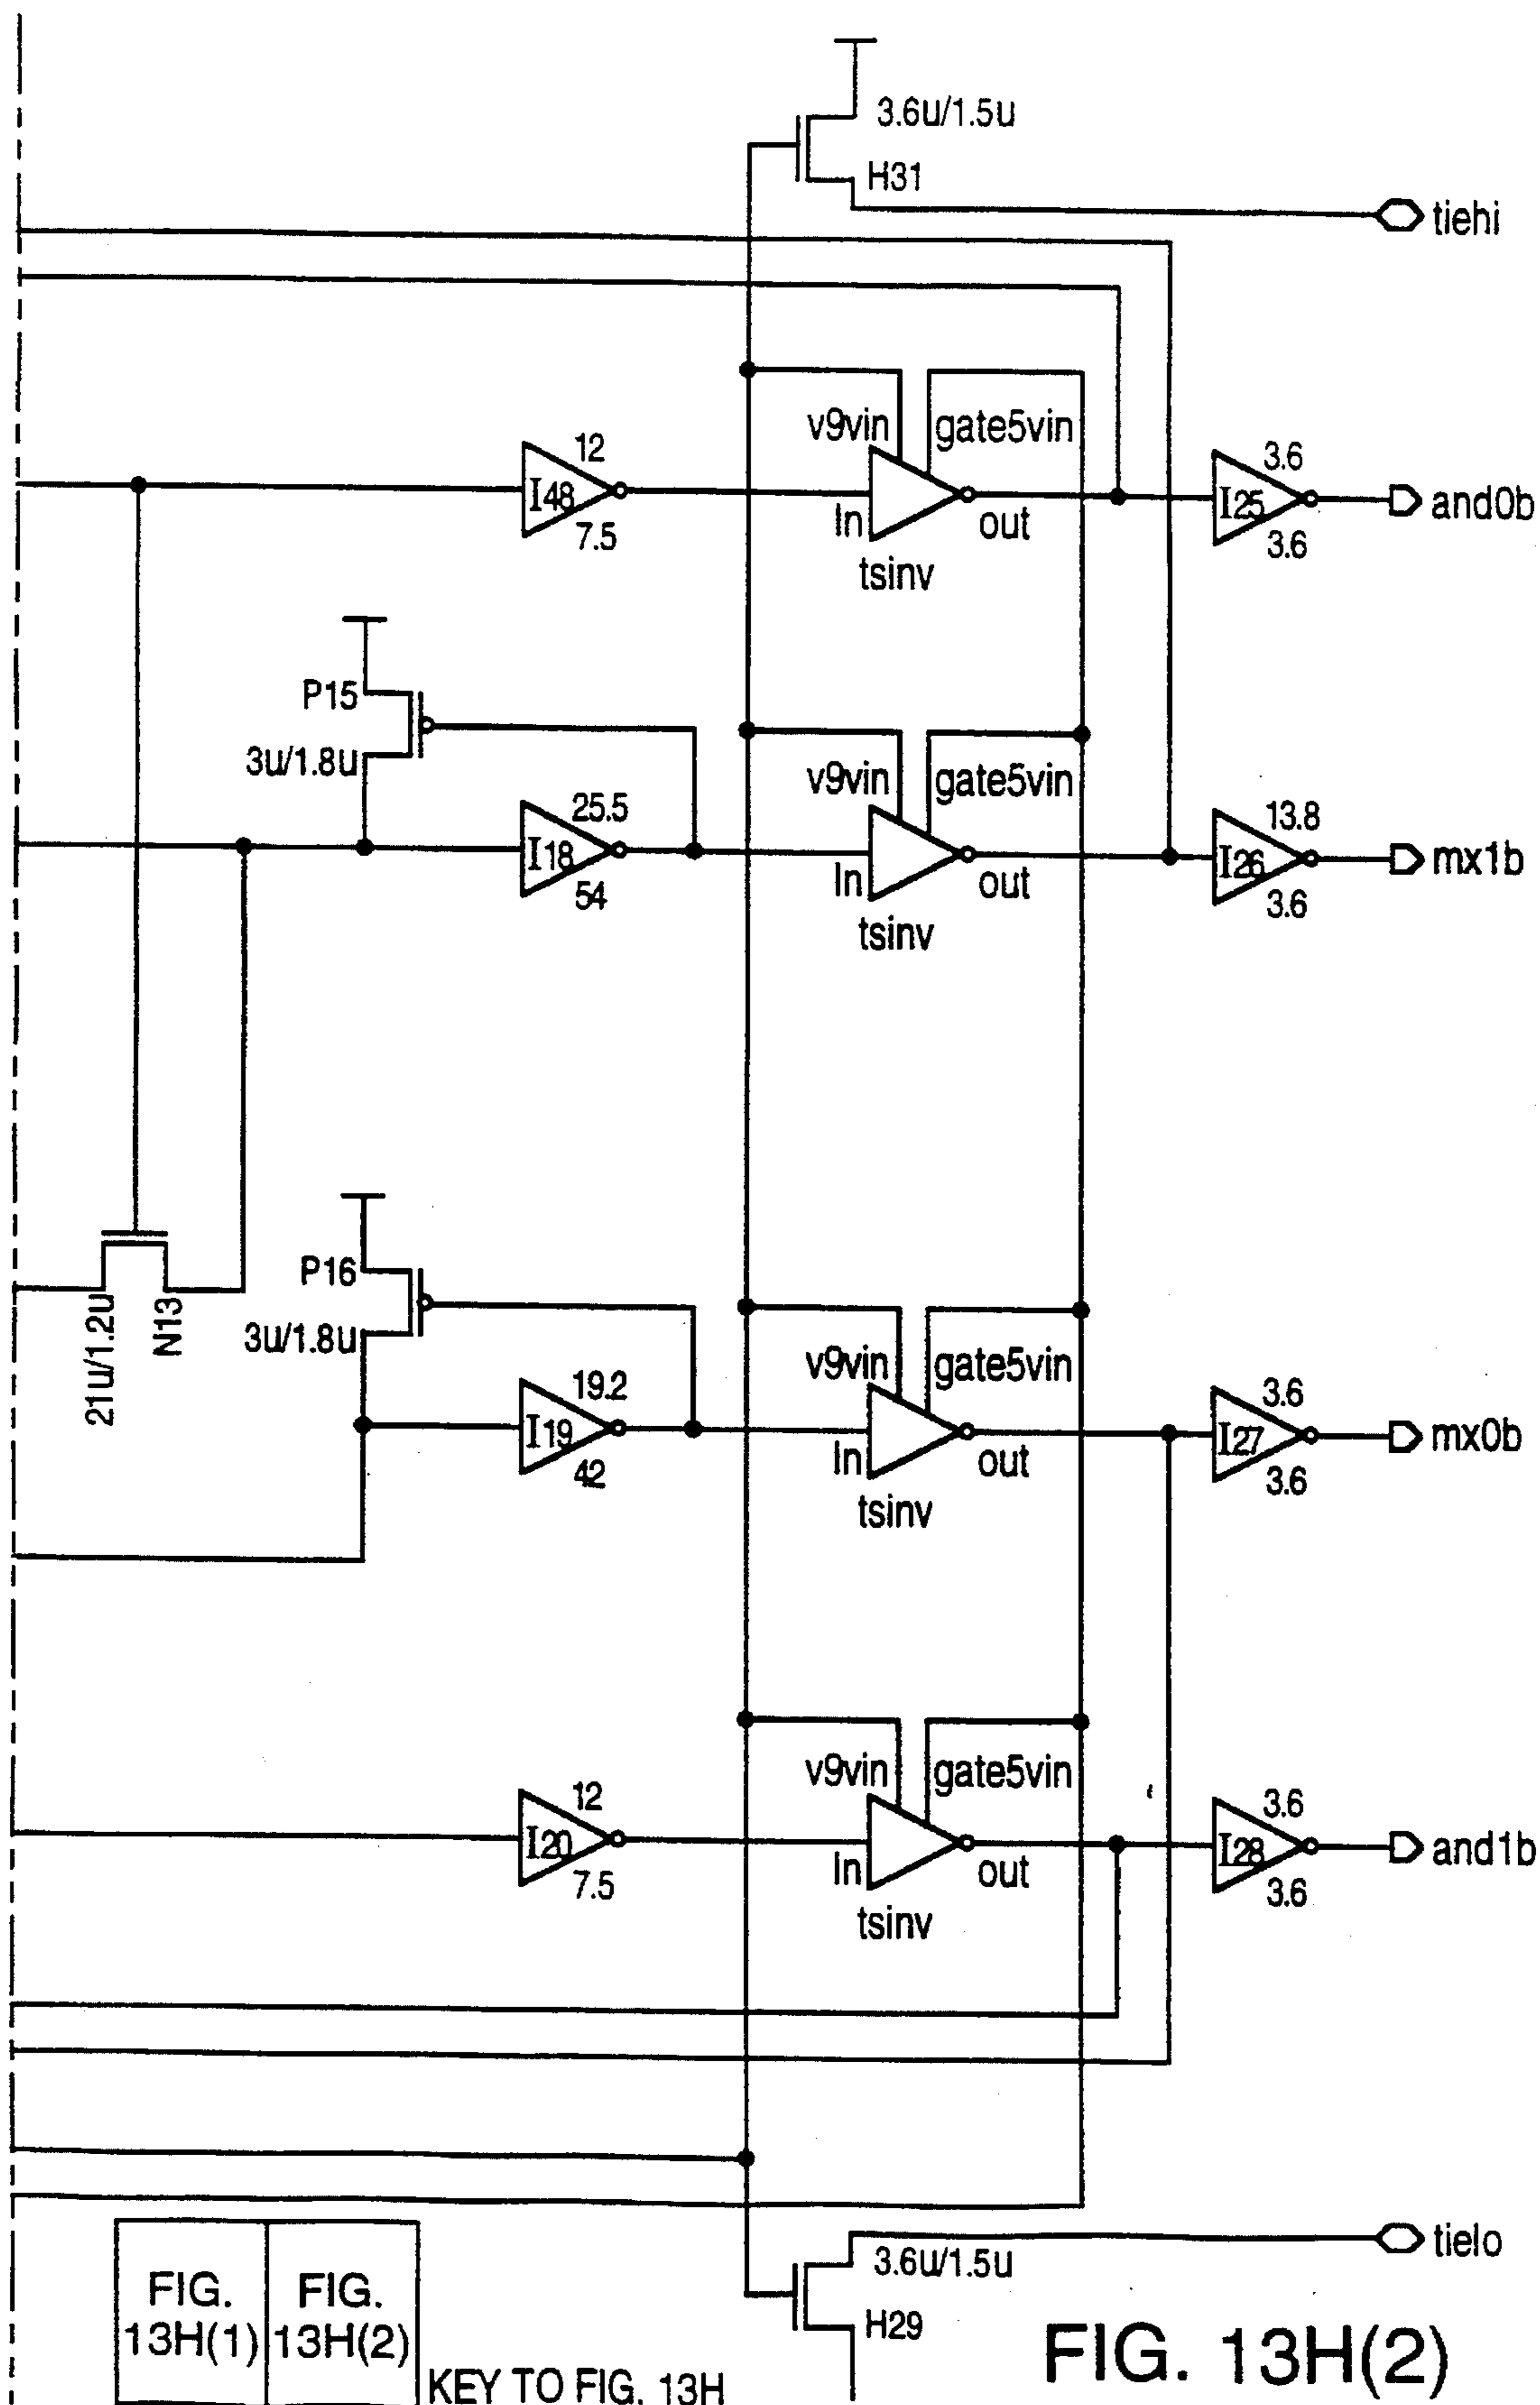 3.6u/1.5u
H31
tiehi
v9vin
gate5vin
12
I48
7.5
In
out
tsinv
3.6
I25
3.6
and0b
P15
3u/1.8u
v9vin
gate5vin
25.5
I18
54
In
out
tsinv
13.8
I26
3.6
mx1b
21u/1.2u
N13
P16
3u/1.8u
v9vin
gate5vin
19.2
I19
42
In
out
tsinv
3.6
I27
3.6
mx0b
v9vin
gate5vin
12
I20
7.5
In
out
tsinv
3.6
I28
3.6
and1b
tielo
3.6u/1.5u
H29
FIG.
13H(1)
FIG.
13H(2)
KEY TO FIG. 13H
FIG. 13H(2)